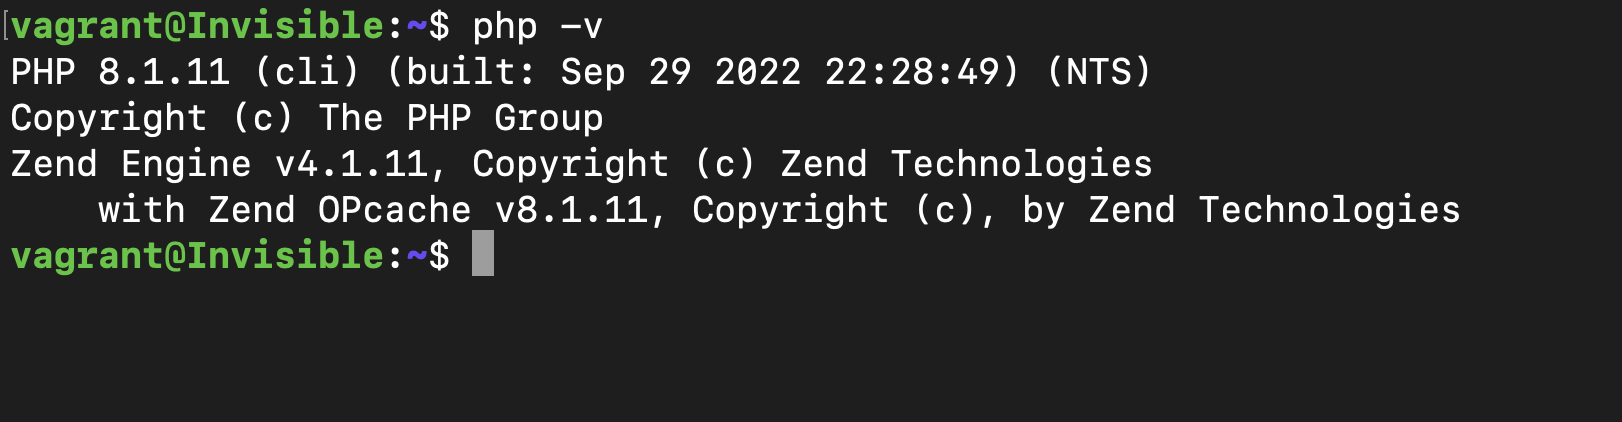 [vagrant@Invisible:~$ php -v
PHP 8.1.11 (cli) (built: Sep 29 2022 22:28:49) (NTS)
Copyright (c) The PHP Group
Zend Engine v4.1.11, Copyright (c) Zend Technologies
    with Zend OPcache v8.1.11, Copyright (c), by Zend Technologies
vagrant@Invisible:~$